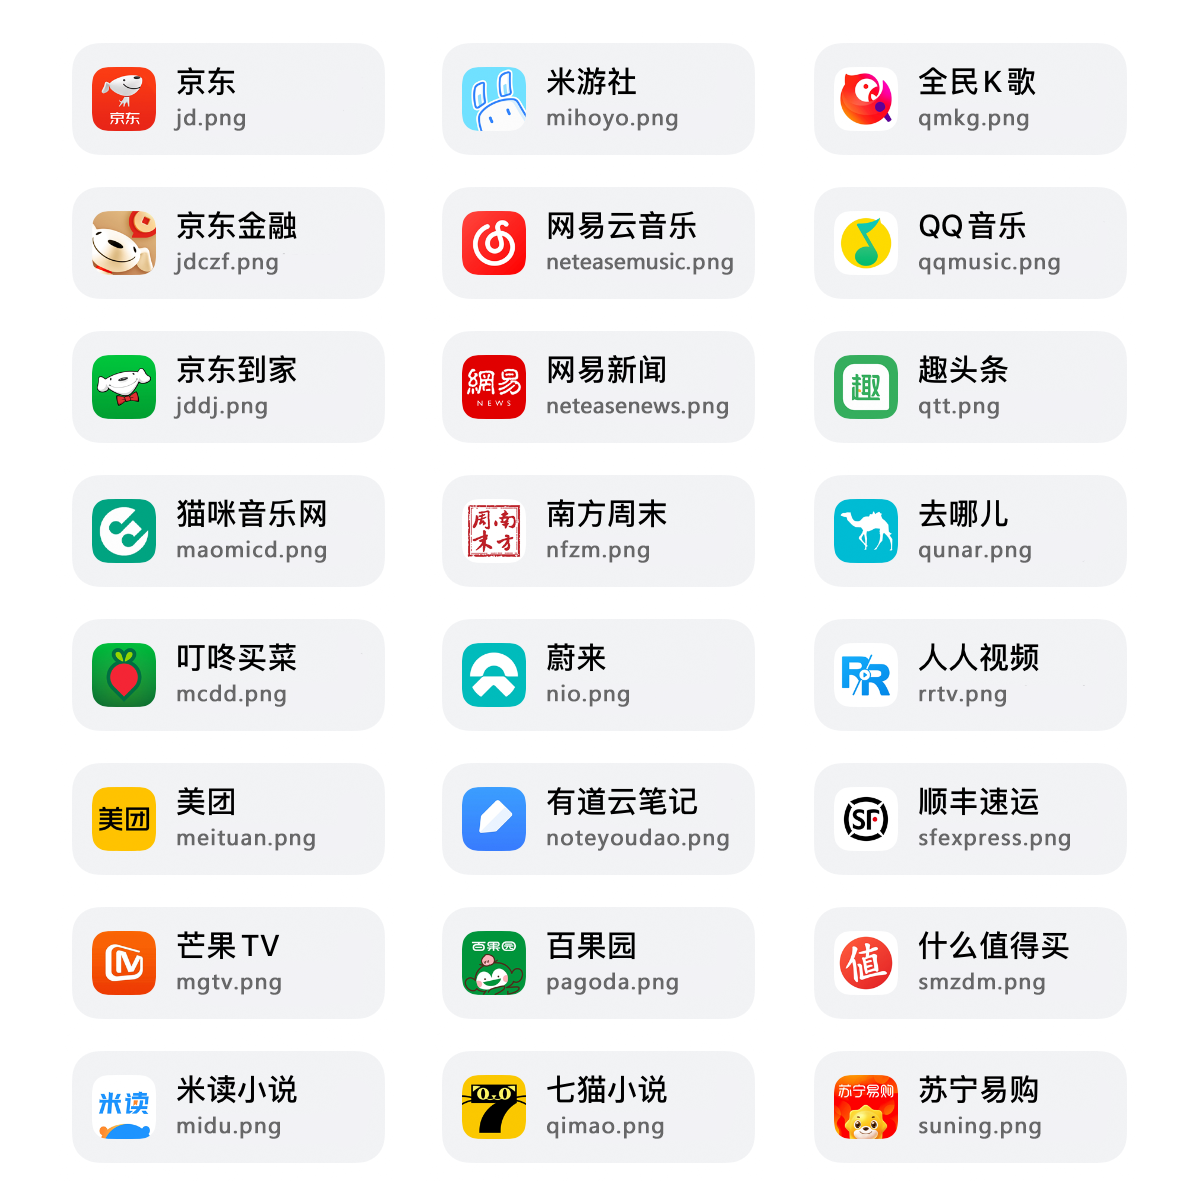 京东
京东
jd.png
米游社
mihoyo.png
全民K歌
qmkg.png
京东金融
jdczf.png
网易云音乐
neteasemusic.png
QQ音乐
qqmusic.png
京东到家
jddj.png
網易
NEWS
网易新闻
neteasenews.png
趣
趣头条
qtt.png
猫咪音乐网
maomicd.png
南方周末
南方周末
nfzm.png
去哪儿
qunar.png
叮咚买菜
mcdd.png
蔚来
nio.png
RR
人人视频
rrtv.png
美团
美团
meituan.png
有道云笔记
noteyoudao.png
SF
顺丰速运
sfexpress.png
芒果TV
mgtv.png
百果园
百果园
pagoda.png
值
什么值得买
smzdm.png
米读
米读小说
midu.png
七猫小说
qimao.png
苏宁易购
苏宁易购
suning.png